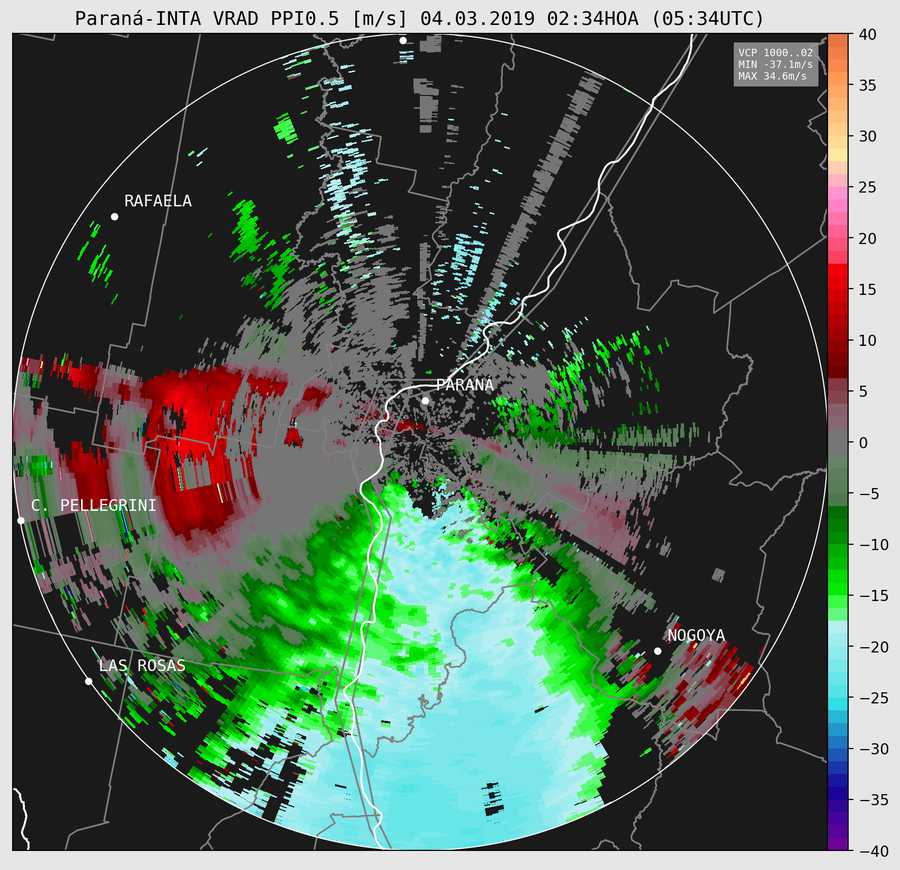 Paraná-INTA VRAD PPI0.5 [m/s] 04.03.2019 02:34HOA (05:34UTC)
VCP 1000..02
MIN -37.1m/s
MAX 34.6m/s
RAFAELA
PARANA
C. PELLEGRINI
NOGOYA
LAS ROSAS
40
35
30
25
20
15
10
5
0
−5
−10
−15
−20
−25
−30
−35
−40